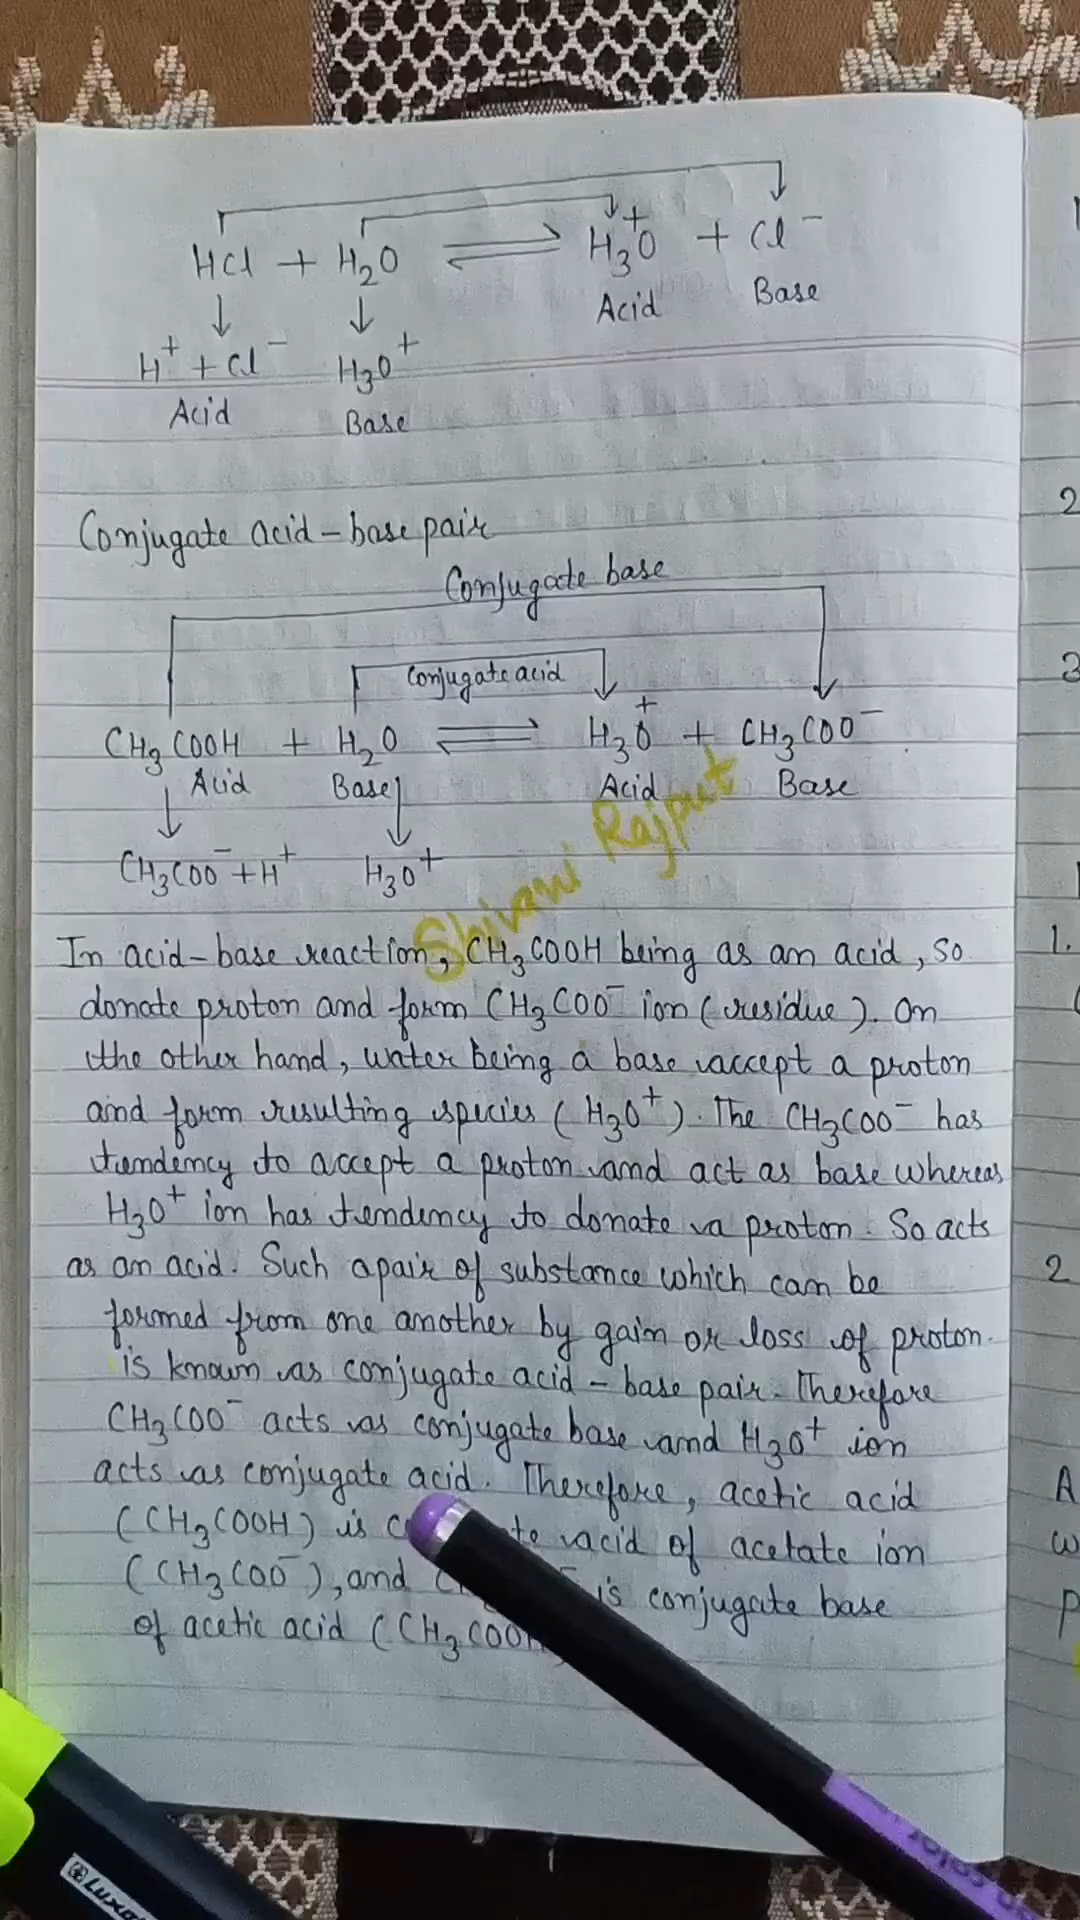 HCl + H₂O ⇌ H₃O⁺ + Cl⁻
Acid Base
H⁺ + Cl⁻ H₃O⁺
Acid Base
Conjugate acid-base pair
Conjugate base
Conjugate acid
CH₃COOH + H₂O ⇌ H₃O⁺ + CH₃COO⁻
Acid Base Acid Base
CH₃COO⁻ + H⁺ H₃O⁺
Shivani Rajput
In acid-base reaction, CH₃COOH being as an acid, so
donate proton and form CH₃COO⁻ ion (residue). On
the other hand, water being a base accept a proton
and form resulting species (H₃O⁺). The CH₃COO⁻ has
tendency to accept a proton and act as base whereas
H₃O⁺ ion has tendency to donate a proton. So acts
as an acid. Such a pair of substance which can be
formed from one another by gain or loss of proton.
is known as conjugate acid-base pair. Therefore
CH₃COO⁻ acts as conjugate base and H₃O⁺ ion
acts as conjugate acid. Therefore, acetic acid
(CH₃COOH) is acid of acetate ion
(CH₃COO⁻), and is conjugate base
of acetic acid (CH₃COOH
2
3
1.
2
A
w
P
Luxo